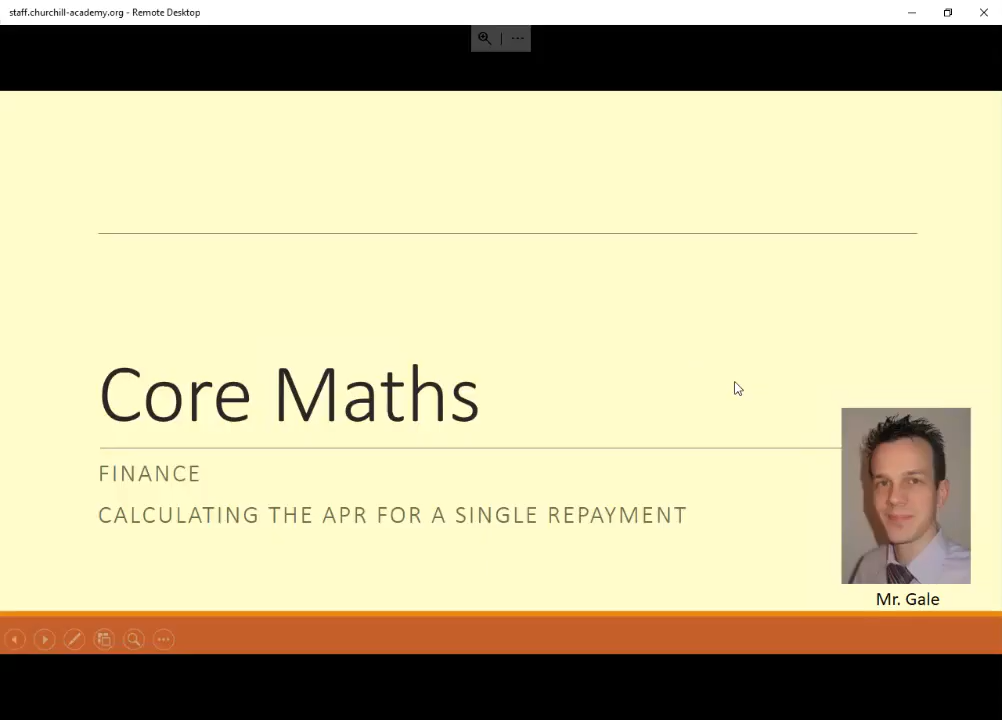 staff.churchill-academy.org - Remote Desktop
Core Maths
FINANCE
CALCULATING THE APR FOR A SINGLE REPAYMENT
Mr. Gale